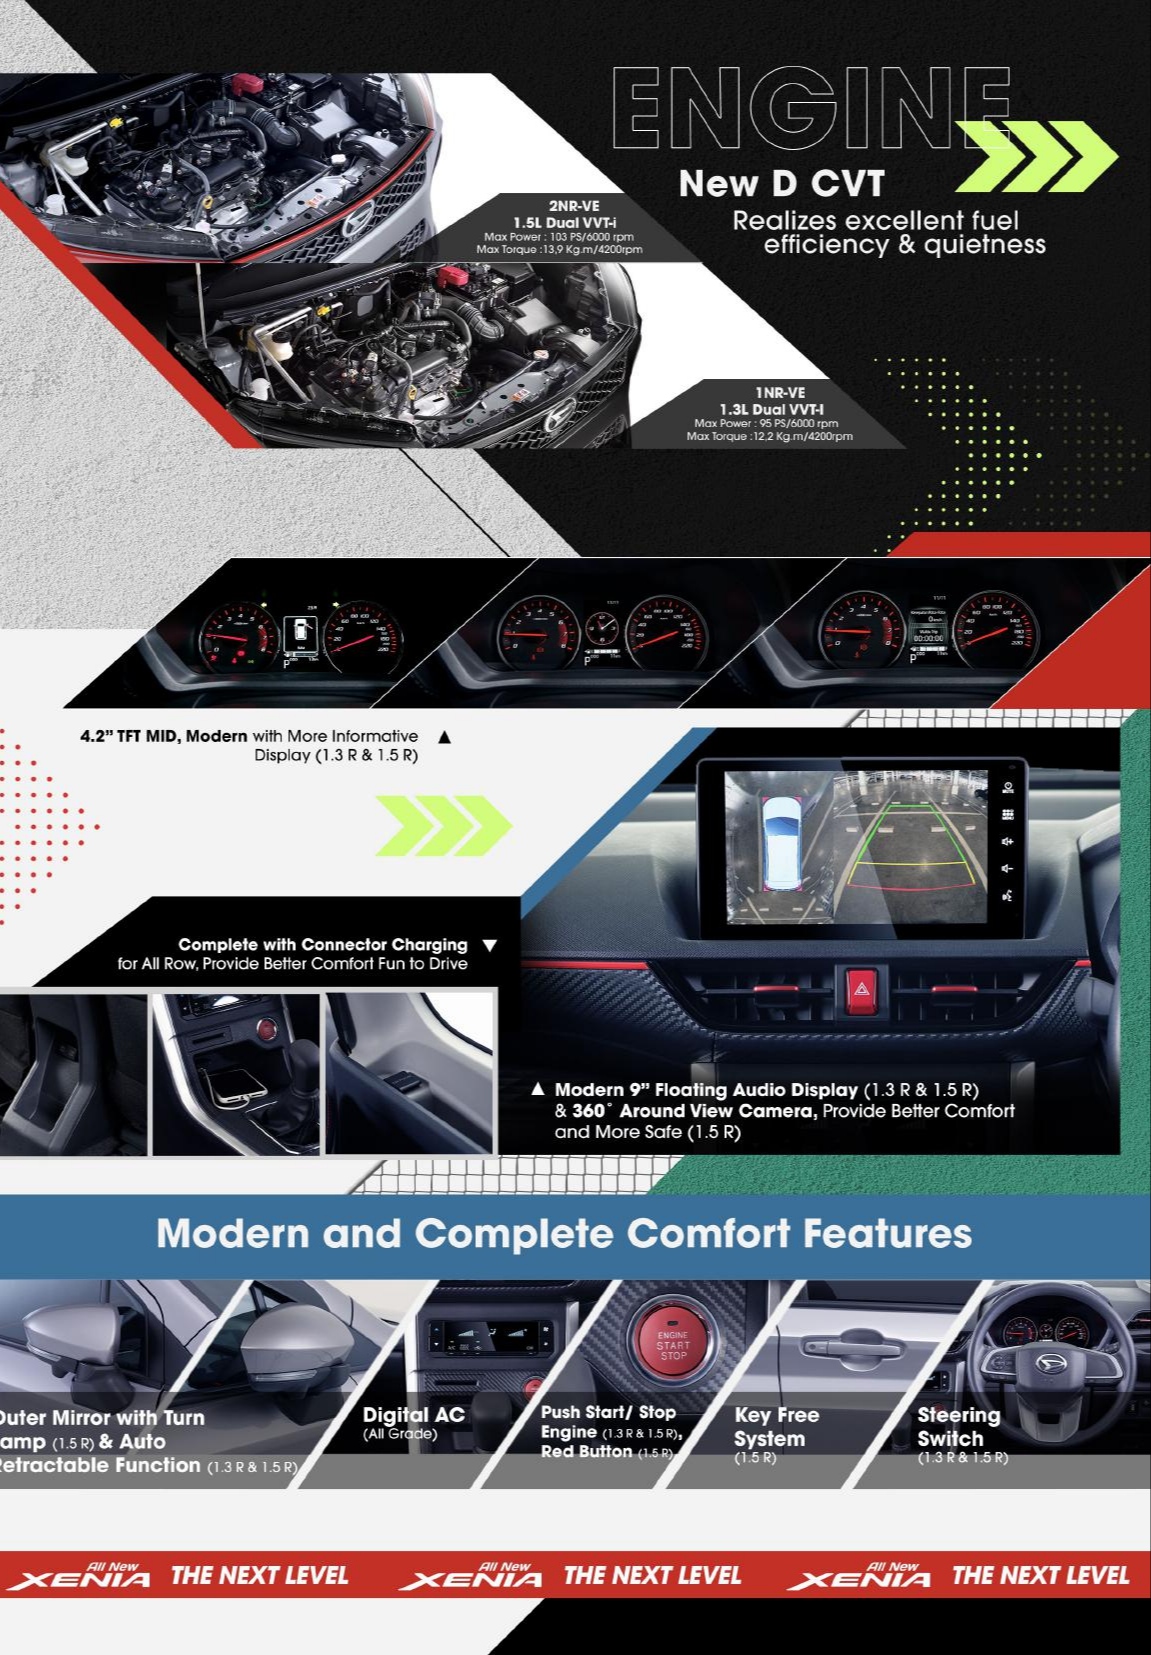 ENGINE
New D CVT
Realizes excellent fuel
efficiency & quietness
2NR-VE
1.5L Dual VVT-i
Max Power : 103 PS/6000 rpm
Max Torque :13,9 Kg.m/4200rpm
1NR-VE
1.3L Dual VVT-I
Max Power : 95 PS/6000 rpm
Max Torque :12,2 Kg.m/4200rpm
4.2” TFT MID, Modern with More Informative ▲
Display (1.3 R & 1.5 R)
Complete with Connector Charging ▼
for All Row, Provide Better Comfort Fun to Drive
MUTE
MENU
▲ Modern 9” Floating Audio Display (1.3 R & 1.5 R)
& 360° Around View Camera, Provide Better Comfort
and More Safe (1.5 R)
Modern and Complete Comfort Features
ENGINE
START
STOP
Outer Mirror with Turn
amp (1.5 R) & Auto
Retractable Function (1.3 R & 1.5 R)
Digital AC
(All Grade)
Push Start/ Stop
Engine (1.3 R & 1.5 R),
Red Button (1.5 R)
Key Free
System
(1.5 R)
Steering
Switch
(1.3 R & 1.5 R)
All New XENIA THE NEXT LEVEL
All New XENIA THE NEXT LEVEL
All New XENIA THE NEXT LEVEL